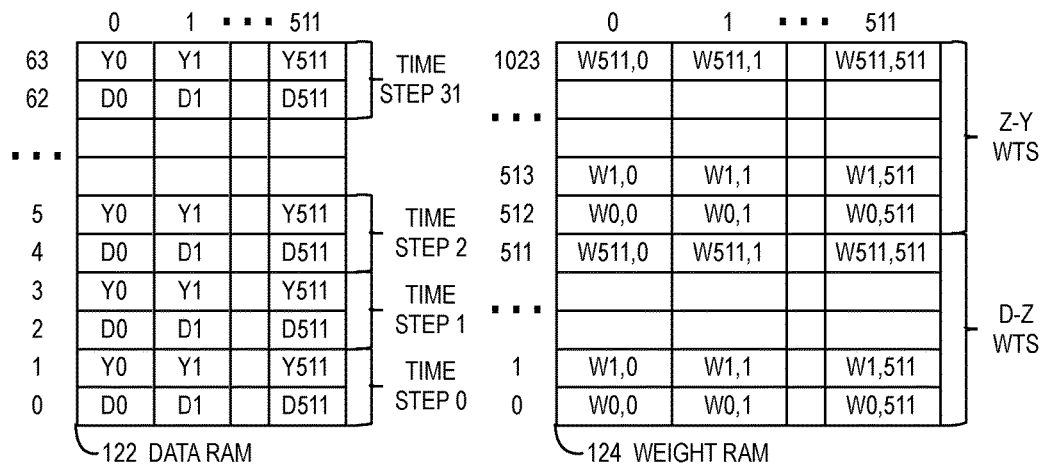 0 1 ▪ ▪ ▪ 511
63 Y0 Y1 Y511
62 D0 D1 D511
TIME
STEP 31
▪ ▪ ▪
5 Y0 Y1 Y511
4 D0 D1 D511
TIME
STEP 2
3 Y0 Y1 Y511
2 D0 D1 D511
TIME
STEP 1
1 Y0 Y1 Y511
0 D0 D1 D511
TIME
STEP 0
122 DATA RAM
0 1 ▪ ▪ ▪ 511
1023 W511,0 W511,1 W511,511
▪ ▪ ▪
513 W1,0 W1,1 W1,511
512 W0,0 W0,1 W0,511
Z-Y
WTS
511 W511,0 W511,1 W511,511
▪ ▪ ▪
1 W1,0 W1,1 W1,511
0 W0,0 W0,1 W0,511
D-Z
WTS
124 WEIGHT RAM